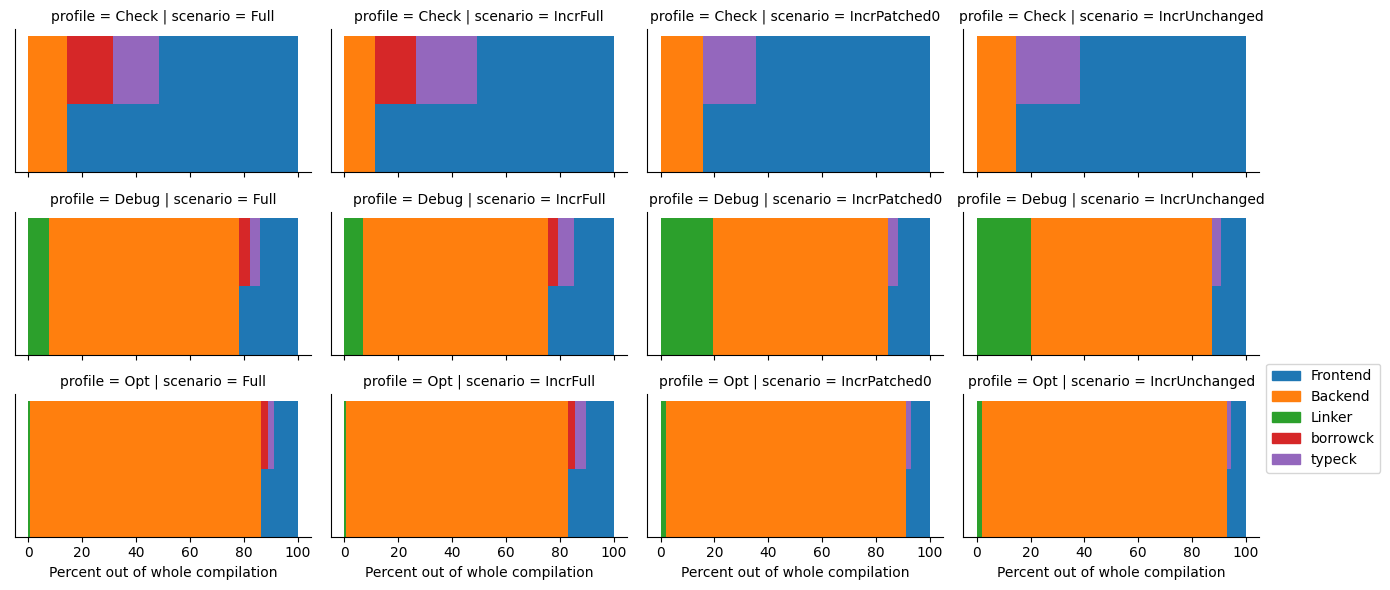 profile = Check | scenario = Full
profile = Check | scenario = IncrFull
profile = Check | scenario = IncrPatched0
profile = Check | scenario = IncrUnchanged
profile = Debug | scenario = Full
profile = Debug | scenario = IncrFull
profile = Debug | scenario = IncrPatched0
profile = Debug | scenario = IncrUnchanged
profile = Opt | scenario = Full
profile = Opt | scenario = IncrFull
profile = Opt | scenario = IncrPatched0
profile = Opt | scenario = IncrUnchanged
0 20 40 60 80 100
Percent out of whole compilation
0 20 40 60 80 100
Percent out of whole compilation
0 20 40 60 80 100
Percent out of whole compilation
0 20 40 60 80 100
Percent out of whole compilation
Frontend
Backend
Linker
borrowck
typeck